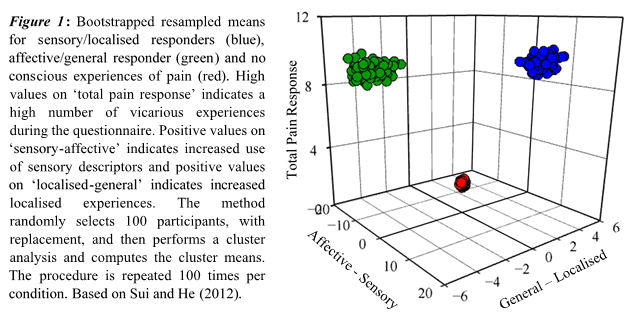 Figure 1: Bootstrapped resampled means
for sensory/localised responders (blue),
affective/general responder (green) and no
conscious experiences of pain (red). High
values on ‘total pain response’ indicates a
high number of vicarious experiences
during the questionnaire. Positive values on
‘sensory-affective’ indicates increased use
of sensory descriptors and positive values
on ‘localised-general’ indicates increased
localised experiences. The method
randomly selects 100 participants, with
replacement, and then performs a cluster
analysis and computes the cluster means.
The procedure is repeated 100 times per
condition. Based on Sui and He (2012).
Total Pain Response
12
8
4
−10
0
10
20
Affective - Sensory
−6
−4
−2
0
2
4
6
General – Localised